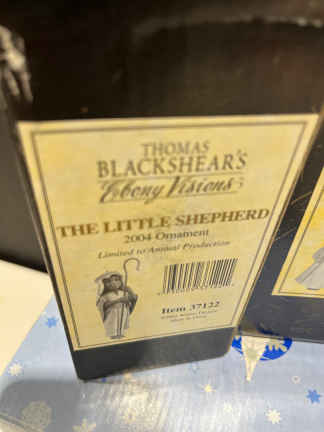 THOMAS
BLACKSHEAR'S
Ebony Visions
THE LITTLE SHEPHERD
2004 Ornament
Limited to Annual Production
Item 37122